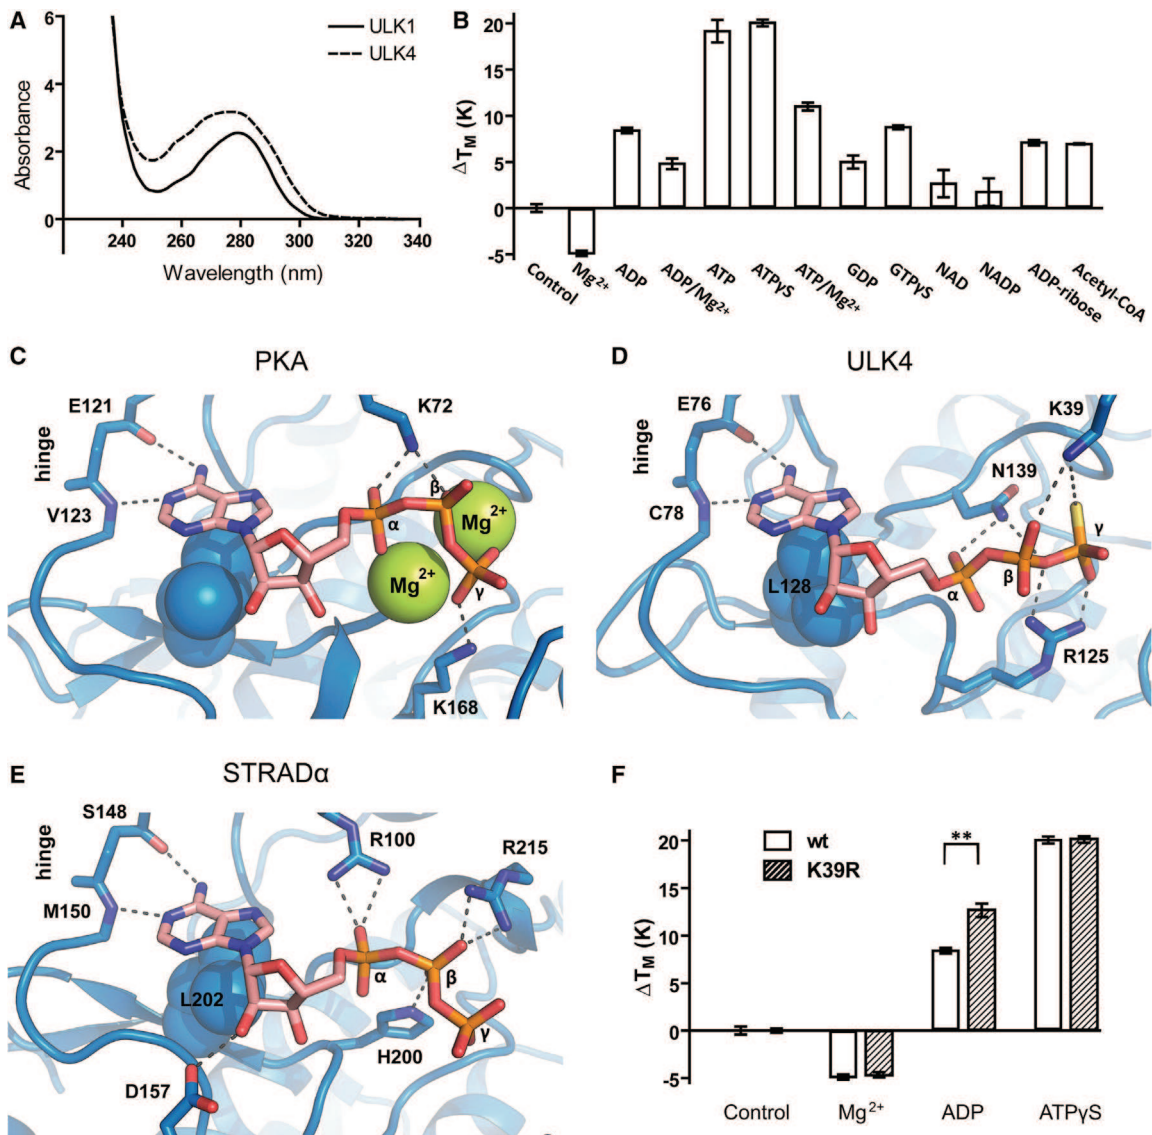 A
6
4
2
0
Absorbance
ULK1
ULK4
240 260 280 300 320 340
Wavelength (nm)
B
20
15
10
5
0
-5
ΔTM (K)
Control
Mg2+
ADP
ADP/Mg2+
ATP
ATPγS
ATP/Mg2+
GDP
GTPγS
NAD
NADP
ADP-ribose
Acetyl-CoA
C
PKA
E121
K72
hinge
V123
β
Mg2+
α
Mg2+
γ
K168
D
ULK4
E76
K39
hinge
N139
C78
γ
L128
β
α
R125
E
STRADα
S148
R100
R215
hinge
M150
α
β
L202
γ
H200
D157
F
20
15
10
5
0
-5
ΔTM (K)
wt
K39R
**
Control Mg2+ ADP ATPγS